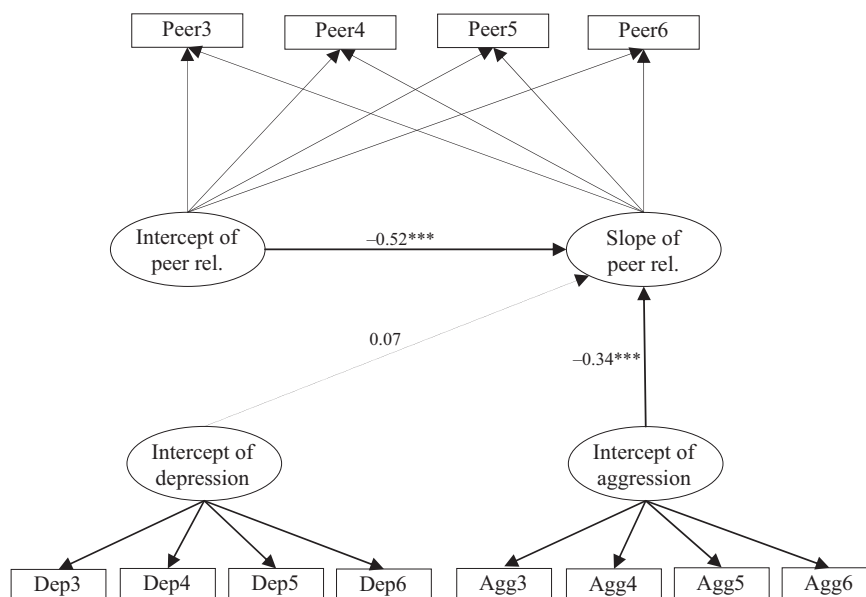 Peer3
Peer4
Peer5
Peer6
Intercept of
peer rel.
–0.52***
Slope of
peer rel.
0.07
–0.34***
Intercept of
depression
Intercept of
aggression
Dep3
Dep4
Dep5
Dep6
Agg3
Agg4
Agg5
Agg6